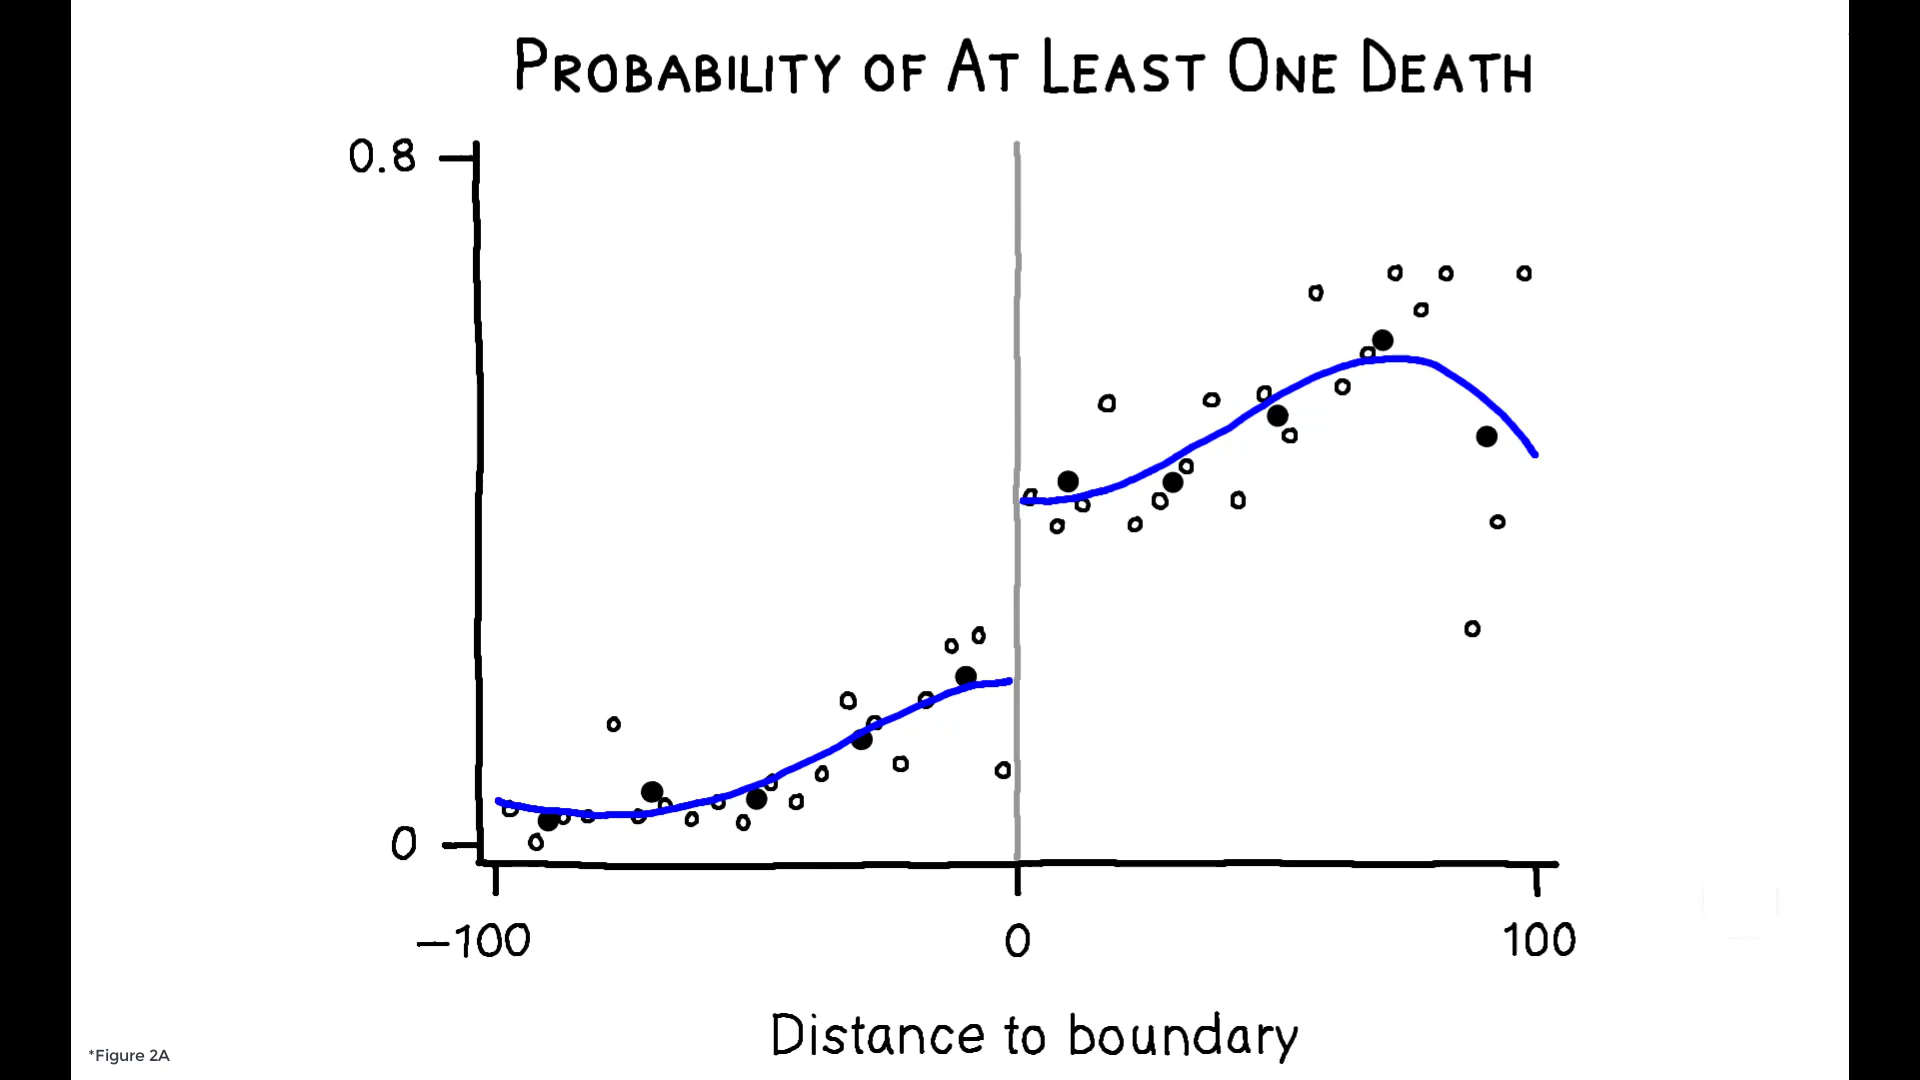 PROBABILITY OF AT LEAST ONE DEATH
0.8
0
–100 0 100
Distance to boundary
*Figure 2A